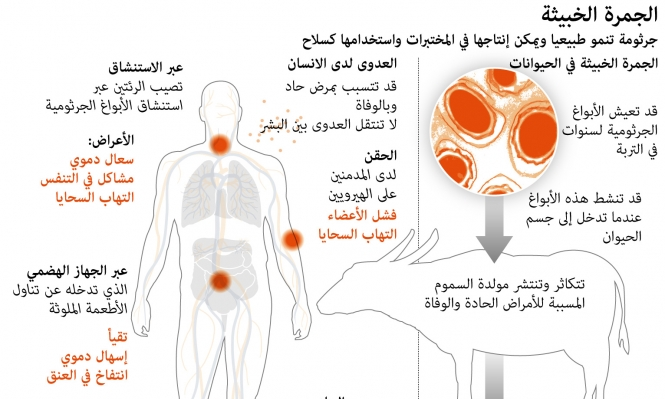 الجمرة الخبيثة
جرثومة تنمو طبيعيا ويمكن إنتاجها في المختبرات واستخدامها كسلاح
الجمرة الخبيثة في الحيوانات
قد تعيش الأبواغ
الجرثومية لسنوات
في التربة
قد تنشط هذه الأبواغ
عندما تدخل إلى جسم
الحيوان
تتكاثر وتنتشر مولدة السموم
المسببة للأمراض الحادة والوفاة
العدوى لدى الانسان
قد تتسبب بمرض حاد
وبالوفاة
لا تنتقل العدوى بين البشر
الحقن
لدى المدمنين
على الهيرويين
فشل الأعضاء
التهاب السحايا
عبر الاستنشاق
تصيب الرئتين عبر
استنشاق الأبواغ الجرثومية
الأعراض:
سعال دموي
مشاكل في التنفس
التهاب السحايا
عبر الجهاز الهضمي
الذي تدخله عن تناول
الأطعمة الملوثة
تقيأ
إسهال دموي
انتفاخ في العنق